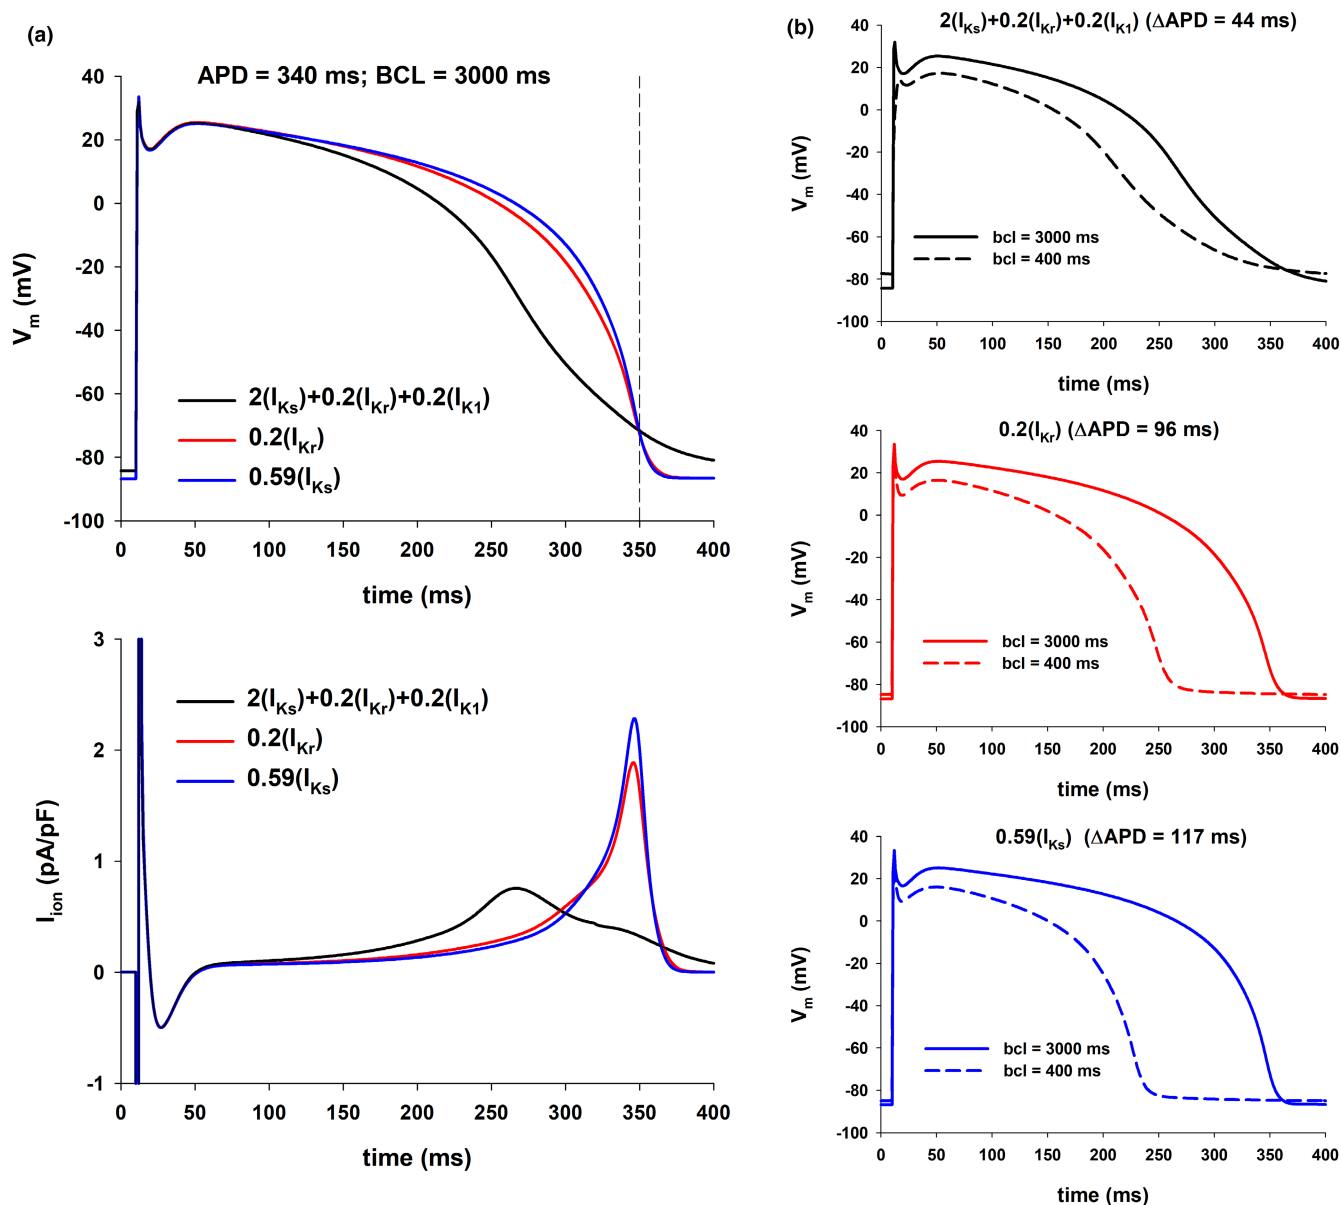 (a)
APD = 340 ms; BCL = 3000 ms
40
20
0
-20
-40
-60
-80
-100
V_m (mV)
2(I_Ks)+0.2(I_Kr)+0.2(I_K1)
0.2(I_Kr)
0.59(I_Ks)
0 50 100 150 200 250 300 350 400
time (ms)
3
2
1
0
-1
I_ion (pA/pF)
2(I_Ks)+0.2(I_Kr)+0.2(I_K1)
0.2(I_Kr)
0.59(I_Ks)
0 50 100 150 200 250 300 350 400
time (ms)
(b)
2(I_Ks)+0.2(I_Kr)+0.2(I_K1) (ΔAPD = 44 ms)
40
20
0
-20
-40
-60
-80
-100
V_m (mV)
bcl = 3000 ms
bcl = 400 ms
0 50 100 150 200 250 300 350 400
time (ms)
0.2(I_Kr) (ΔAPD = 96 ms)
40
20
0
-20
-40
-60
-80
-100
V_m (mV)
bcl = 3000 ms
bcl = 400 ms
0 50 100 150 200 250 300 350 400
time (ms)
0.59(I_Ks) (ΔAPD = 117 ms)
40
20
0
-20
-40
-60
-80
-100
V_m (mV)
bcl = 3000 ms
bcl = 400 ms
0 50 100 150 200 250 300 350 400
time (ms)